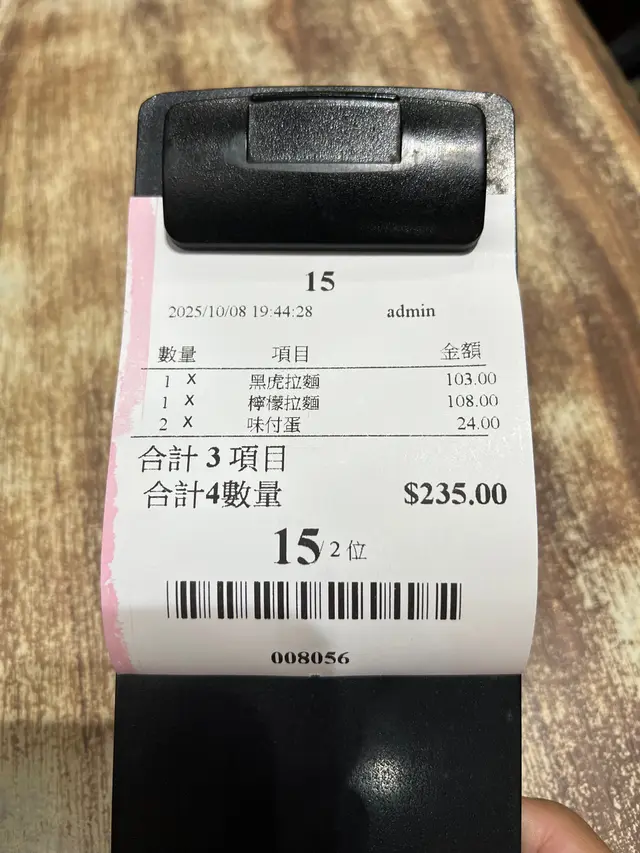 15
2025/10/08 19:44:28 admin
數量 項目 金額
1 X 黑虎拉麵 103.00
1 X 檸檬拉麵 108.00
2 X 味付蛋 24.00
合計 3 項目
合計4數量 $235.00
15/ 2 位
008056